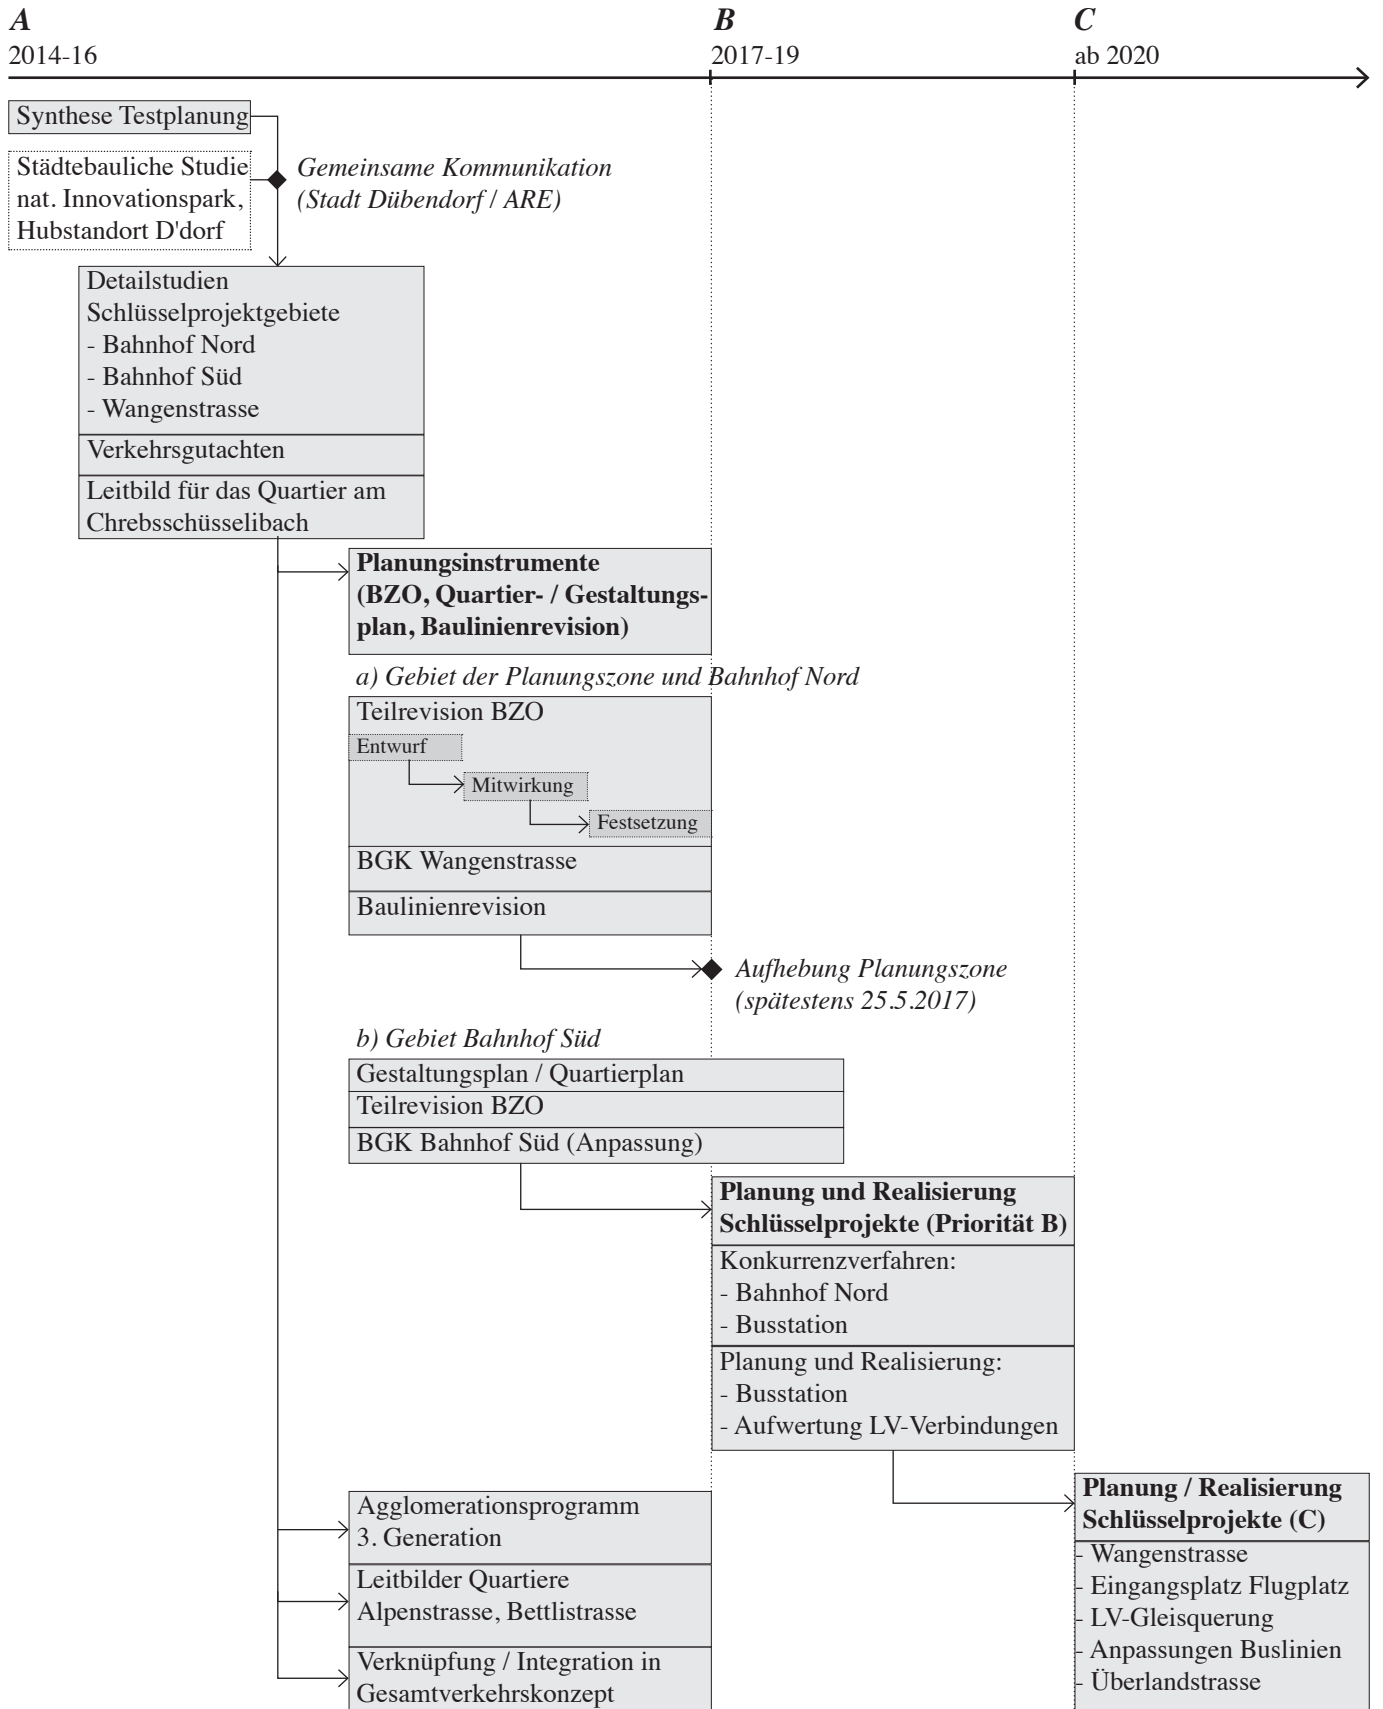 A
B
C
2014-16
2017-19
ab 2020
Synthese Testplanung
Städtebauliche Studie
nat. Innovationspark,
Hubstandort D'dorf
Gemeinsame Kommunikation
(Stadt Dübendorf / ARE)
Detailstudien
Schlüsselprojektgebiete
- Bahnhof Nord
- Bahnhof Süd
- Wangenstrasse
Verkehrsgutachten
Leitbild für das Quartier am
Chrebsschüsselibach
Planungsinstrumente
(BZO, Quartier- / Gestaltungs-
plan, Baulinienrevision)
a) Gebiet der Planungszone und Bahnhof Nord
Teilrevision BZO
Entwurf
Mitwirkung
Festsetzung
BGK Wangenstrasse
Baulinienrevision
Aufhebung Planungszone
(spätestens 25.5.2017)
b) Gebiet Bahnhof Süd
Gestaltungsplan / Quartierplan
Teilrevision BZO
BGK Bahnhof Süd (Anpassung)
Planung und Realisierung
Schlüsselprojekte (Priorität B)
Konkurrenzverfahren:
- Bahnhof Nord
- Busstation
Planung und Realisierung:
- Busstation
- Aufwertung LV-Verbindungen
Planung / Realisierung
Schlüsselprojekte (C)
- Wangenstrasse
- Eingangsplatz Flugplatz
- LV-Gleisquerung
- Anpassungen Buslinien
- Überlandstrasse
Agglomerationsprogramm
3. Generation
Leitbilder Quartiere
Alpenstrasse, Bettlistrasse
Verknüpfung / Integration in
Gesamtverkehrskonzept